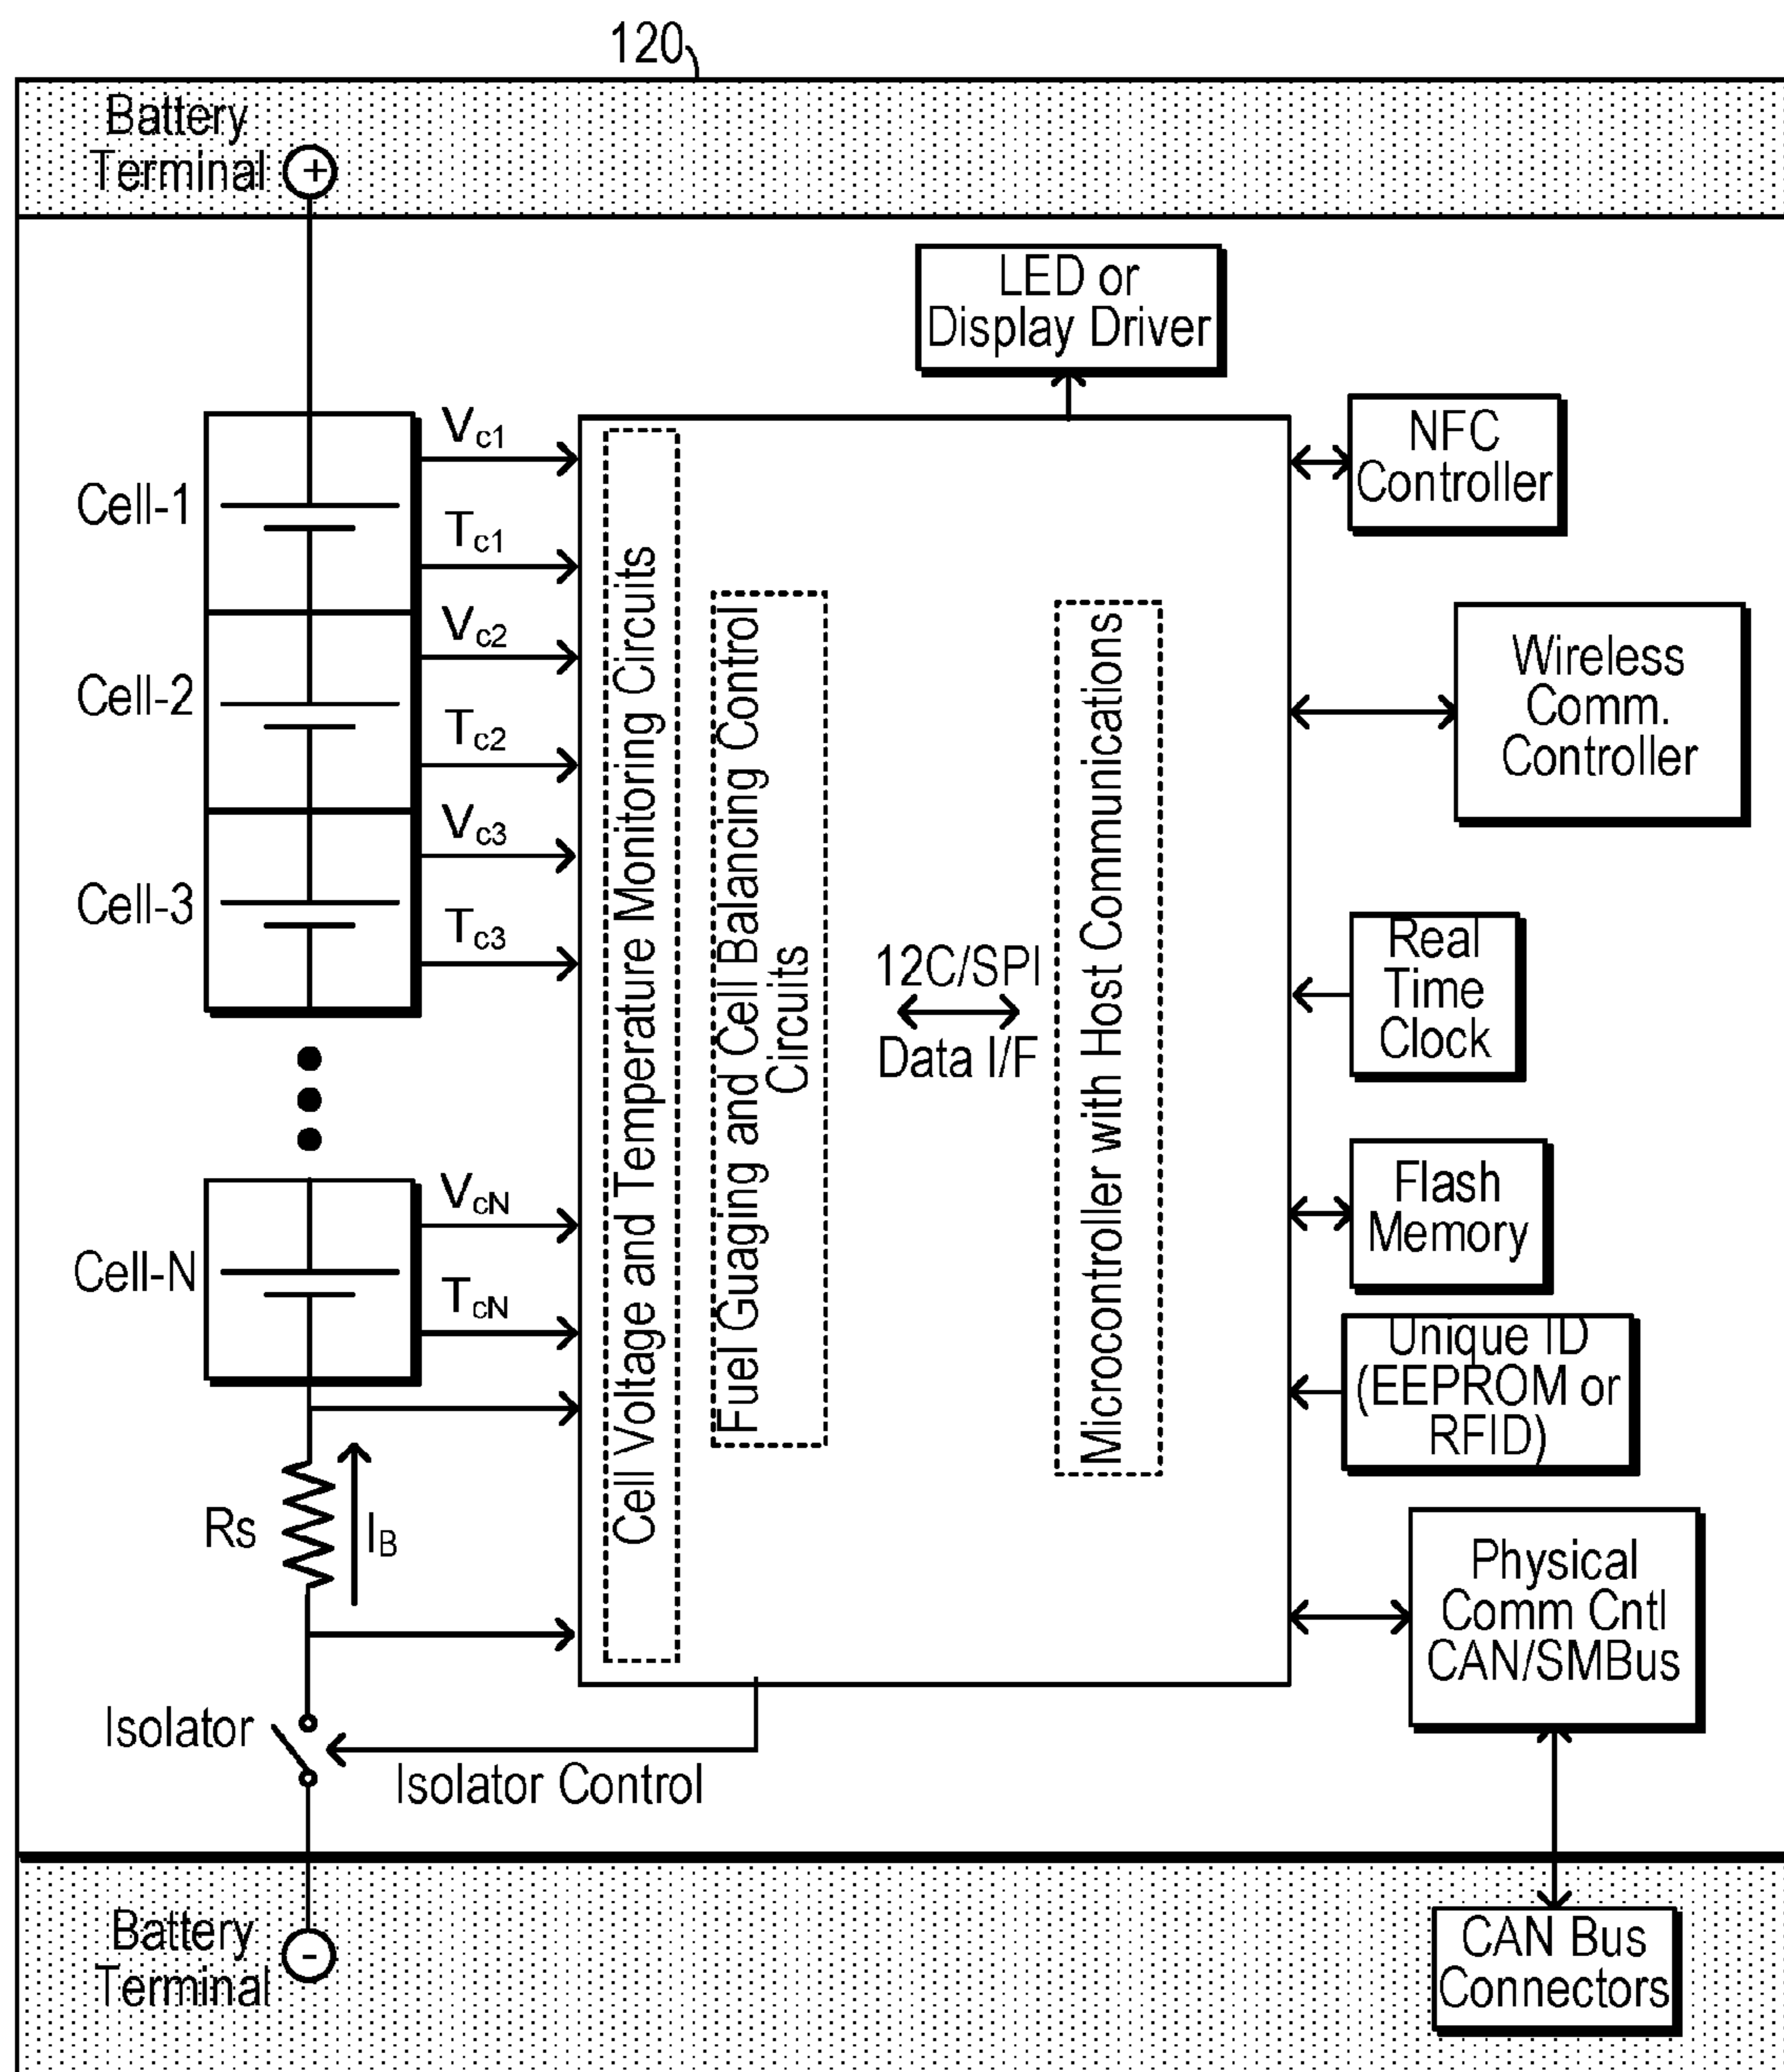 120
Battery
Terminal
+
LED or
Display Driver
NFC
Controller
Wireless
Comm.
Controller
Real
Time
Clock
Flash
Memory
Unique ID
(EEPROM or
RFID)
Physical
Comm Cntl
CAN/SMBus
CAN Bus
Connectors
Cell-1
Vc1
Tc1
Cell-2
Vc2
Tc2
Cell-3
Vc3
Tc3
Cell-N
VcN
TcN
Cell Voltage and Temperature Monitoring Circuits
Fuel Guaging and Cell Balancing Control
Circuits
12C/SPI
Data I/F
Microcontroller with Host Communications
Rs
IB
Isolator
Isolator Control
Battery
Terminal
-